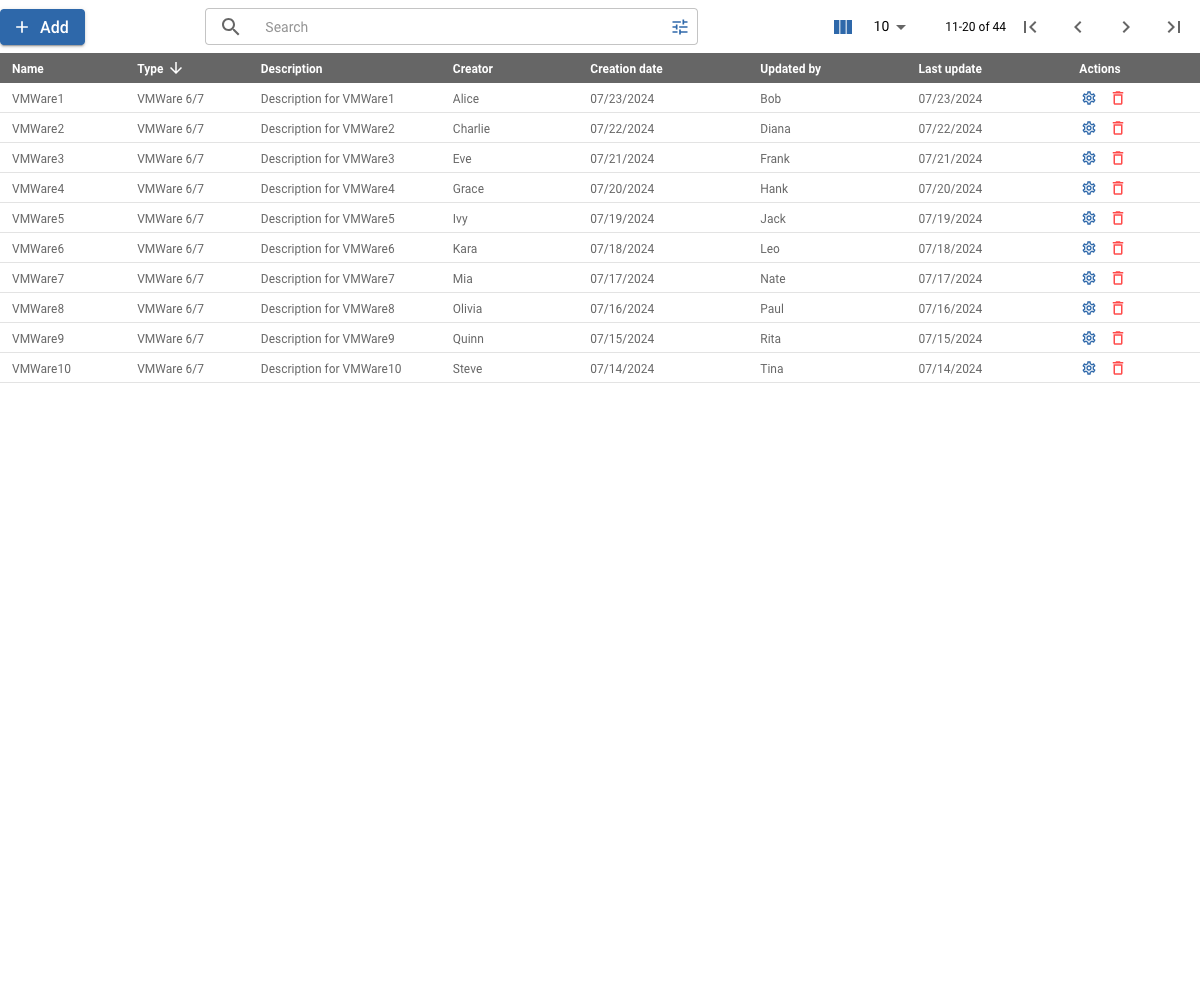 Add Search 10 11-20 of 44
Name Type Description Creator Creation date Updated by Last update Actions
VMWare1 VMWare 6/7 Description for VMWare1 Alice 07/23/2024 Bob 07/23/2024
VMWare2 VMWare 6/7 Description for VMWare2 Charlie 07/22/2024 Diana 07/22/2024
VMWare3 VMWare 6/7 Description for VMWare3 Eve 07/21/2024 Frank 07/21/2024
VMWare4 VMWare 6/7 Description for VMWare4 Grace 07/20/2024 Hank 07/20/2024
VMWare5 VMWare 6/7 Description for VMWare5 Ivy 07/19/2024 Jack 07/19/2024
VMWare6 VMWare 6/7 Description for VMWare6 Kara 07/18/2024 Leo 07/18/2024
VMWare7 VMWare 6/7 Description for VMWare7 Mia 07/17/2024 Nate 07/17/2024
VMWare8 VMWare 6/7 Description for VMWare8 Olivia 07/16/2024 Paul 07/16/2024
VMWare9 VMWare 6/7 Description for VMWare9 Quinn 07/15/2024 Rita 07/15/2024
VMWare10 VMWare 6/7 Description for VMWare10 Steve 07/14/2024 Tina 07/14/2024